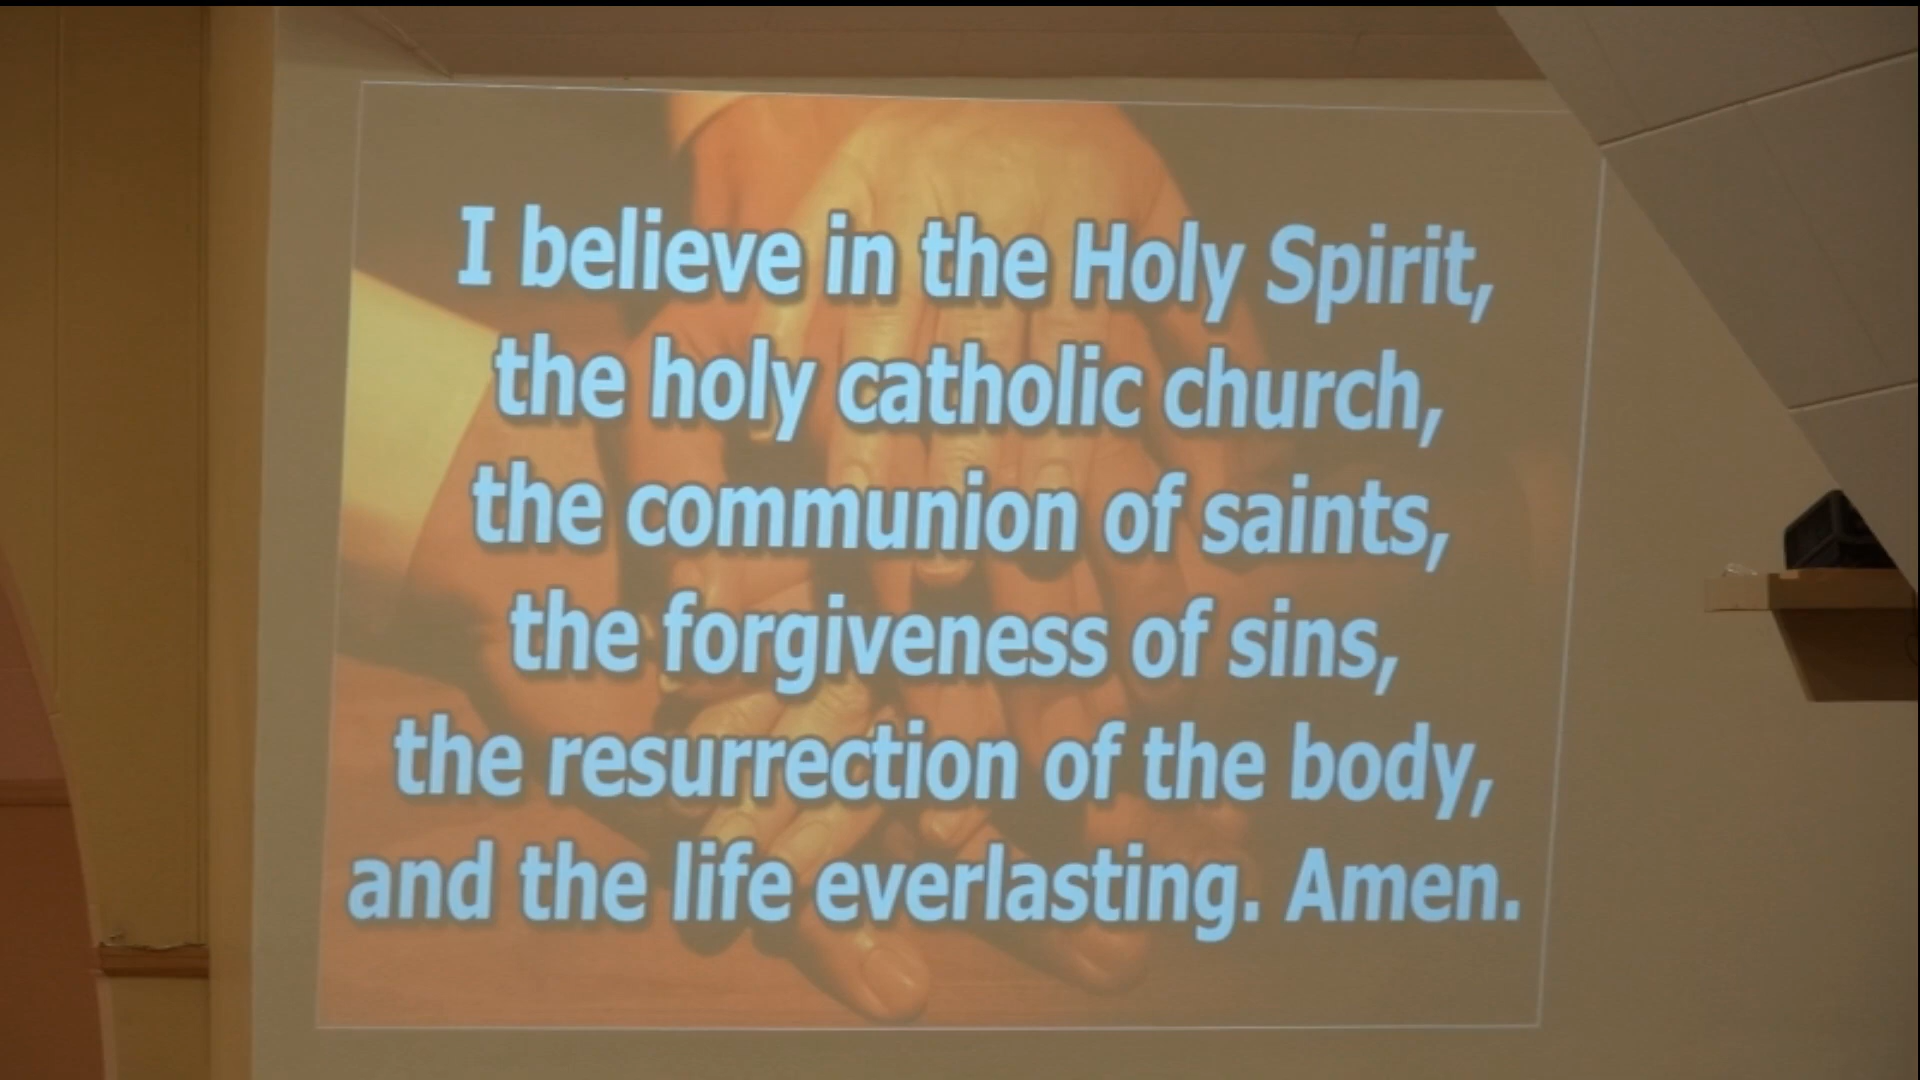 I believe in the Holy Spirit,
the holy catholic church,
the communion of saints,
the forgiveness of sins,
the resurrection of the body,
and the life everlasting. Amen.